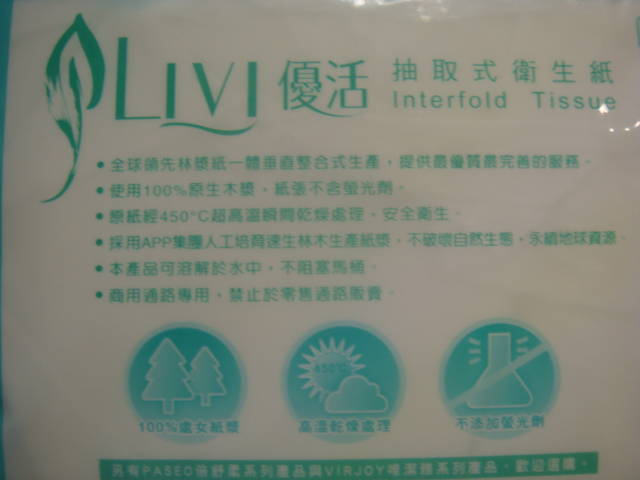 LIVI 優活 抽取式衛生紙
Interfold Tissue
• 全球領先林漿紙一體垂直整合式生產，提供最優質最完善的服務。
• 使用100%原生木漿、紙張不含螢光劑。
• 原紙經450°C超高溫瞬間乾燥處理、安全衛生。
• 採用APP集團人工培育速生林木生產紙漿，不破壞自然生態，永續地球資源。
• 本產品可溶解於水中，不阻塞馬桶。
• 商用通路專用，禁止於零售通路販賣。
450°C
100%處女紙漿
高溫乾燥處理
不添加螢光劑
另有PASEO倍舒柔系列產品與VIRJOY唯潔雅系列產品，歡迎選購。